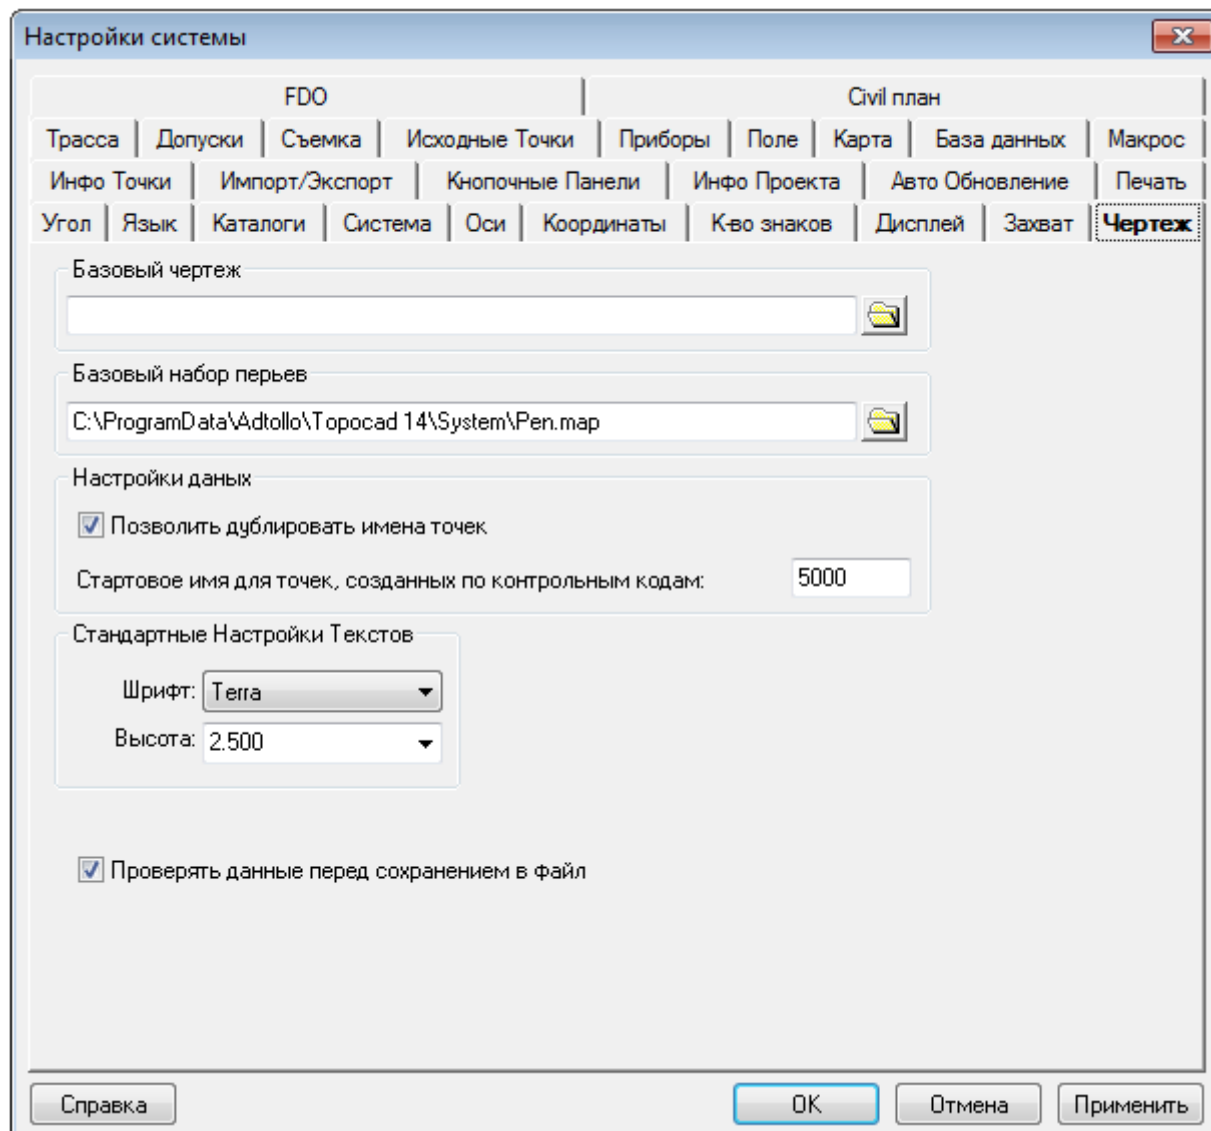 Настройки системы
FDO Civil план
Трасса Допуски Съемка Исходные Точки Приборы Поле Карта База данных Макрос
Инфо Точки Импорт/Экспорт Кнопочные Панели Инфо Проекта Авто Обновление Печать
Угол Язык Каталоги Система Оси Координаты К-во знаков Дисплей Захват Чертеж
Базовый чертеж
Базовый набор перьев
C:\ProgramData\Adtollo\Topocad 14\System\Pen.map
Настройки даных
Позволить дублировать имена точек
Стартовое имя для точек, созданных по контрольным кодам: 5000
Стандартные Настройки Текстов
Шрифт: Terra
Высота: 2.500
Проверять данные перед сохранением в файл
Справка OK Отмена Применить